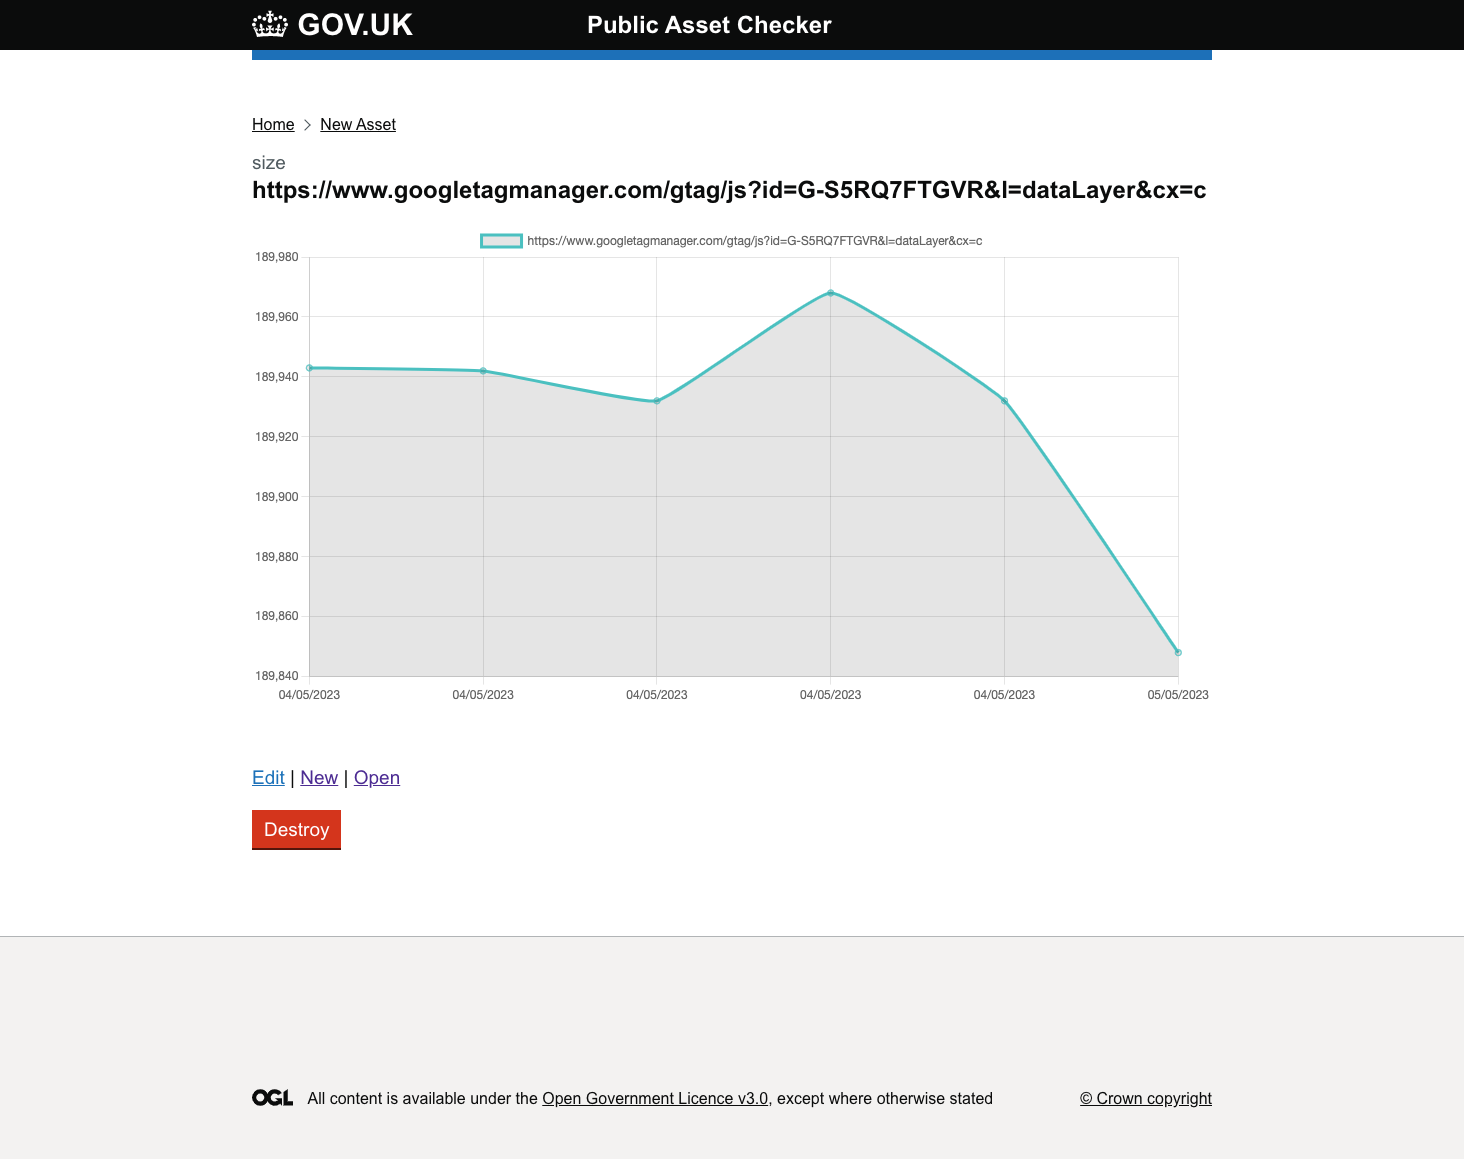 GOV.UK Public Asset Checker
Home New Asset
size
https://www.googletagmanager.com/gtag/js?id=G-S5RQ7FTGVR&l=dataLayer&cx=c
https://www.googletagmanager.com/gtag/js?id=G-S5RQ7FTGVR&l=dataLayer&cx=c
189,980
189,960
189,940
189,920
189,900
189,880
189,860
189,840
04/05/2023 04/05/2023 04/05/2023 04/05/2023 04/05/2023 05/05/2023
Edit | New | Open
Destroy
OGL All content is available under the Open Government Licence v3.0, except where otherwise stated © Crown copyright